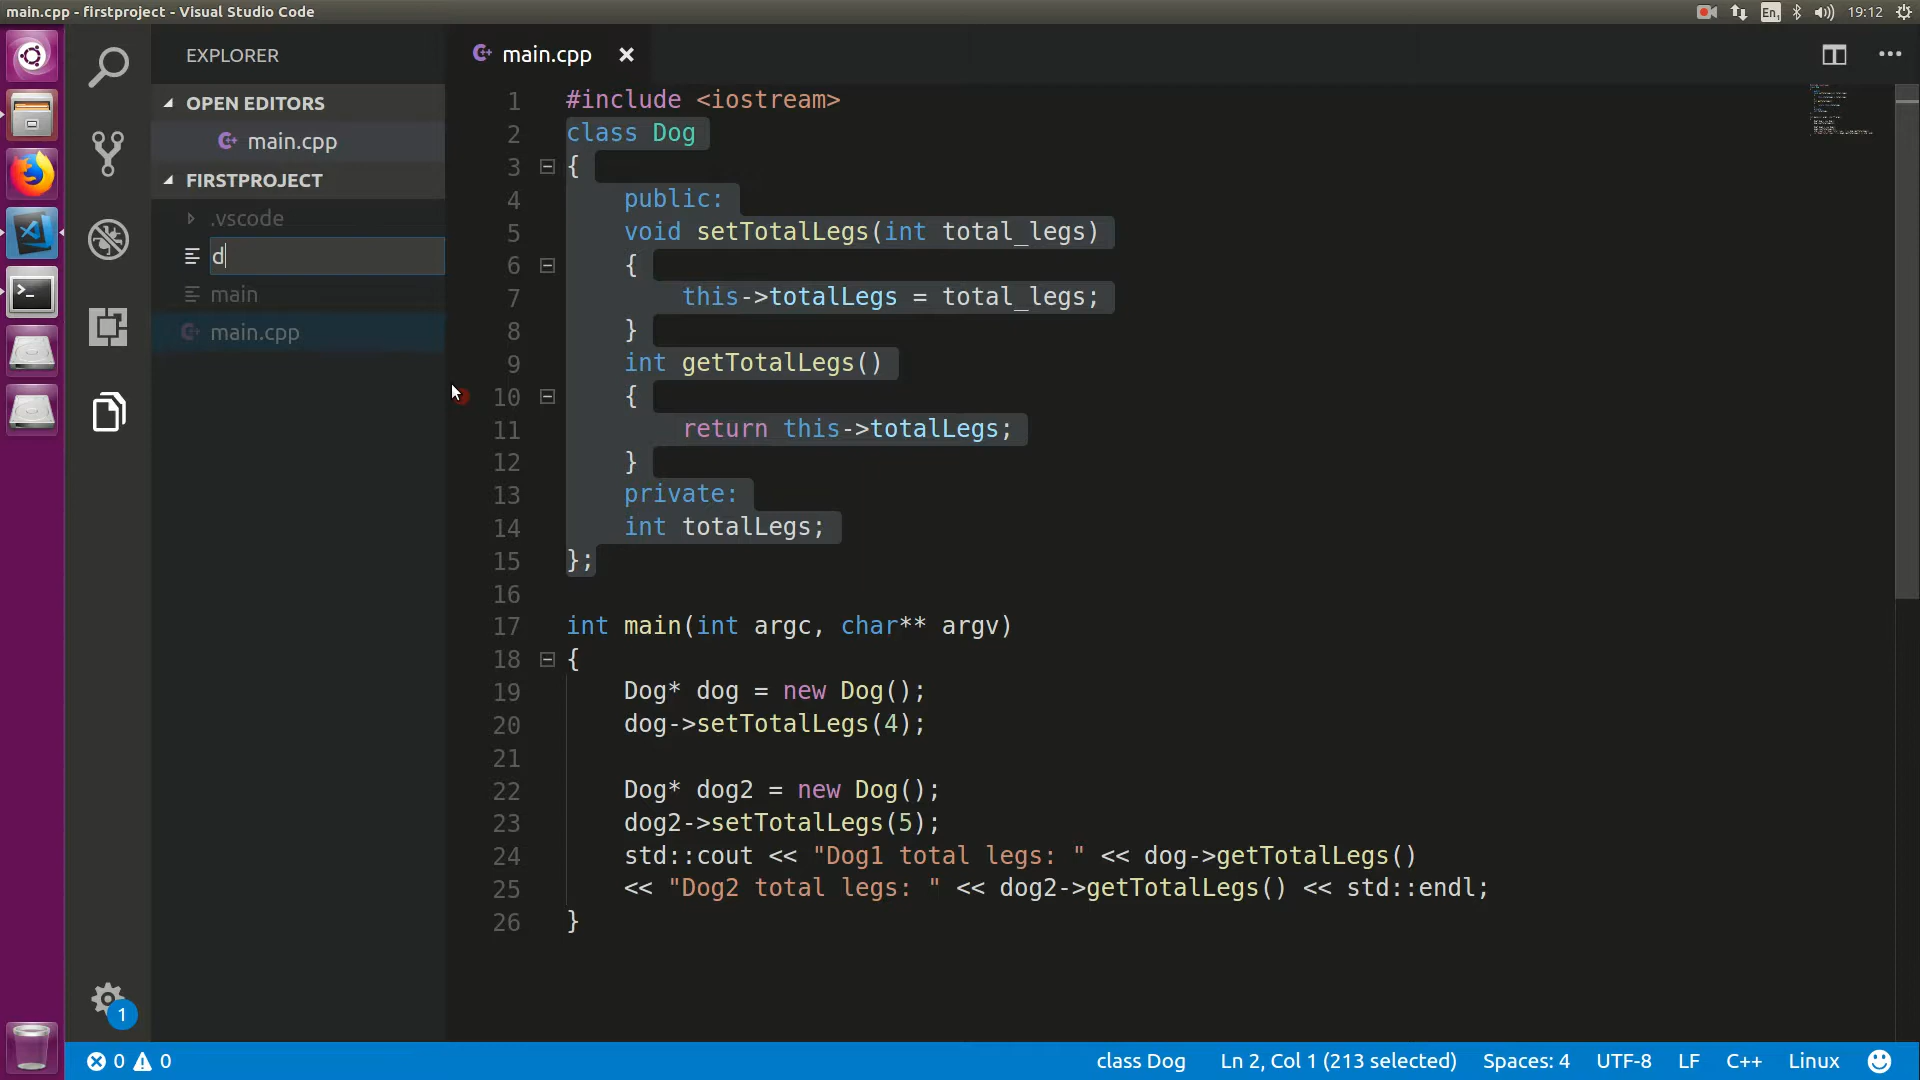 main.cpp - firstproject - Visual Studio Code
En1
19:12
EXPLORER
OPEN EDITORS
main.cpp
FIRSTPROJECT
.vscode
d
main
main.cpp
1
main.cpp
1 #include <iostream>
2 class Dog
3 {
4 public:
5 void setTotalLegs(int total_legs)
6 {
7 this->totalLegs = total_legs;
8 }
9 int getTotalLegs()
10 {
11 return this->totalLegs;
12 }
13 private:
14 int totalLegs;
15 };
16
17 int main(int argc, char** argv)
18 {
19 Dog* dog = new Dog();
20 dog->setTotalLegs(4);
21
22 Dog* dog2 = new Dog();
23 dog2->setTotalLegs(5);
24 std::cout << "Dog1 total legs: " << dog->getTotalLegs()
25 << "Dog2 total legs: " << dog2->getTotalLegs() << std::endl;
26 }
0 0 class Dog Ln 2, Col 1 (213 selected) Spaces: 4 UTF-8 LF C++ Linux